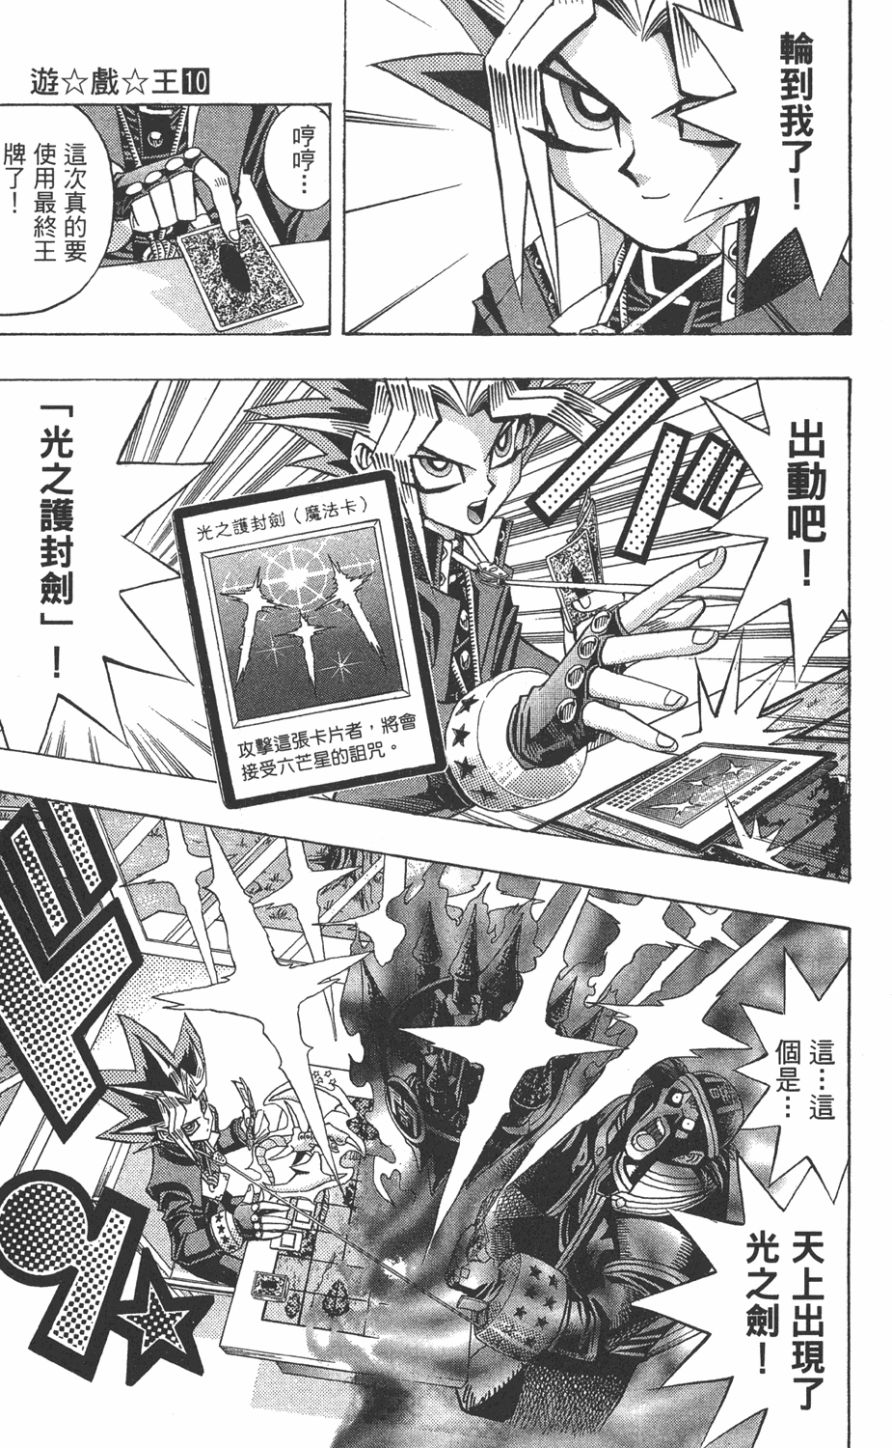 遊☆戲☆王10
輪到我了！
哼哼…
這次真的要
使用最終王
牌了！
出動吧！
「光之護封劍」！
光之護封劍（魔法卡）
攻擊這張卡片者，將會
接受六芒星的詛咒。
這…這
個是…
天上出現了
光之劍！